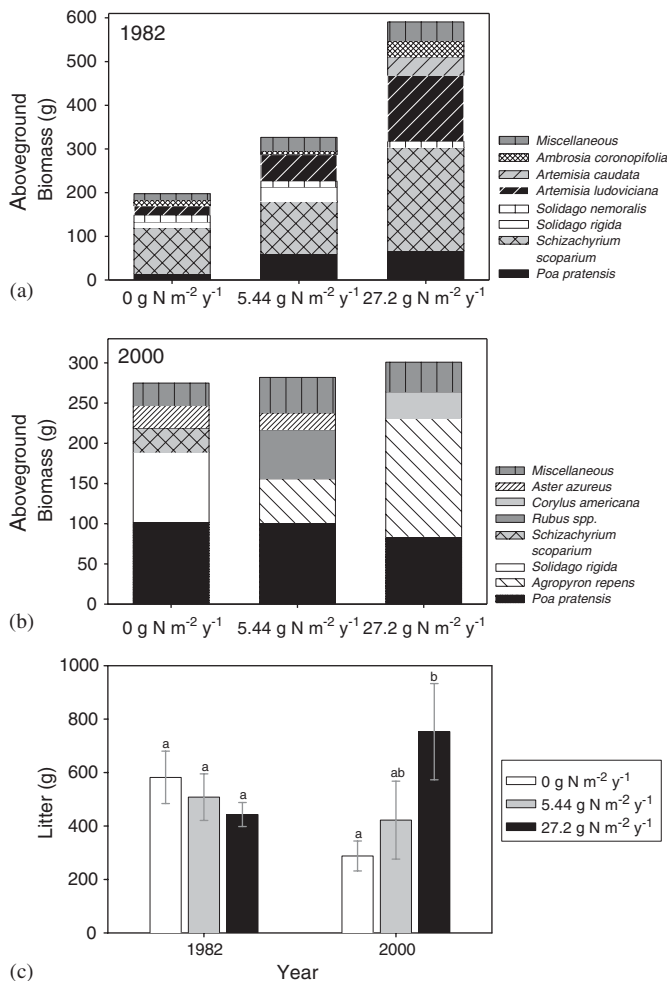 1982
600
500
400
300
200
100
0
Aboveground
Biomass (g)
0 g N m⁻² y⁻¹ 5.44 g N m⁻² y⁻¹ 27.2 g N m⁻² y⁻¹
Miscellaneous
Ambrosia coronopifolia
Artemisia caudata
Artemisia ludoviciana
Solidago nemoralis
Solidago rigida
Schizachyrium
scoparium
Poa pratensis
(a)
2000
300
250
200
150
100
50
0
Aboveground
Biomass (g)
0 g N m⁻² y⁻¹ 5.44 g N m⁻² y⁻¹ 27.2 g N m⁻² y⁻¹
Miscellaneous
Aster azureus
Corylus americana
Rubus spp.
Schizachyrium
scoparium
Solidago rigida
Agropyron repens
Poa pratensis
(b)
1000
800
600
400
200
0
Litter (g)
a a a a ab b
1982 2000
Year
0 g N m⁻² y⁻¹
5.44 g N m⁻² y⁻¹
27.2 g N m⁻² y⁻¹
(c)